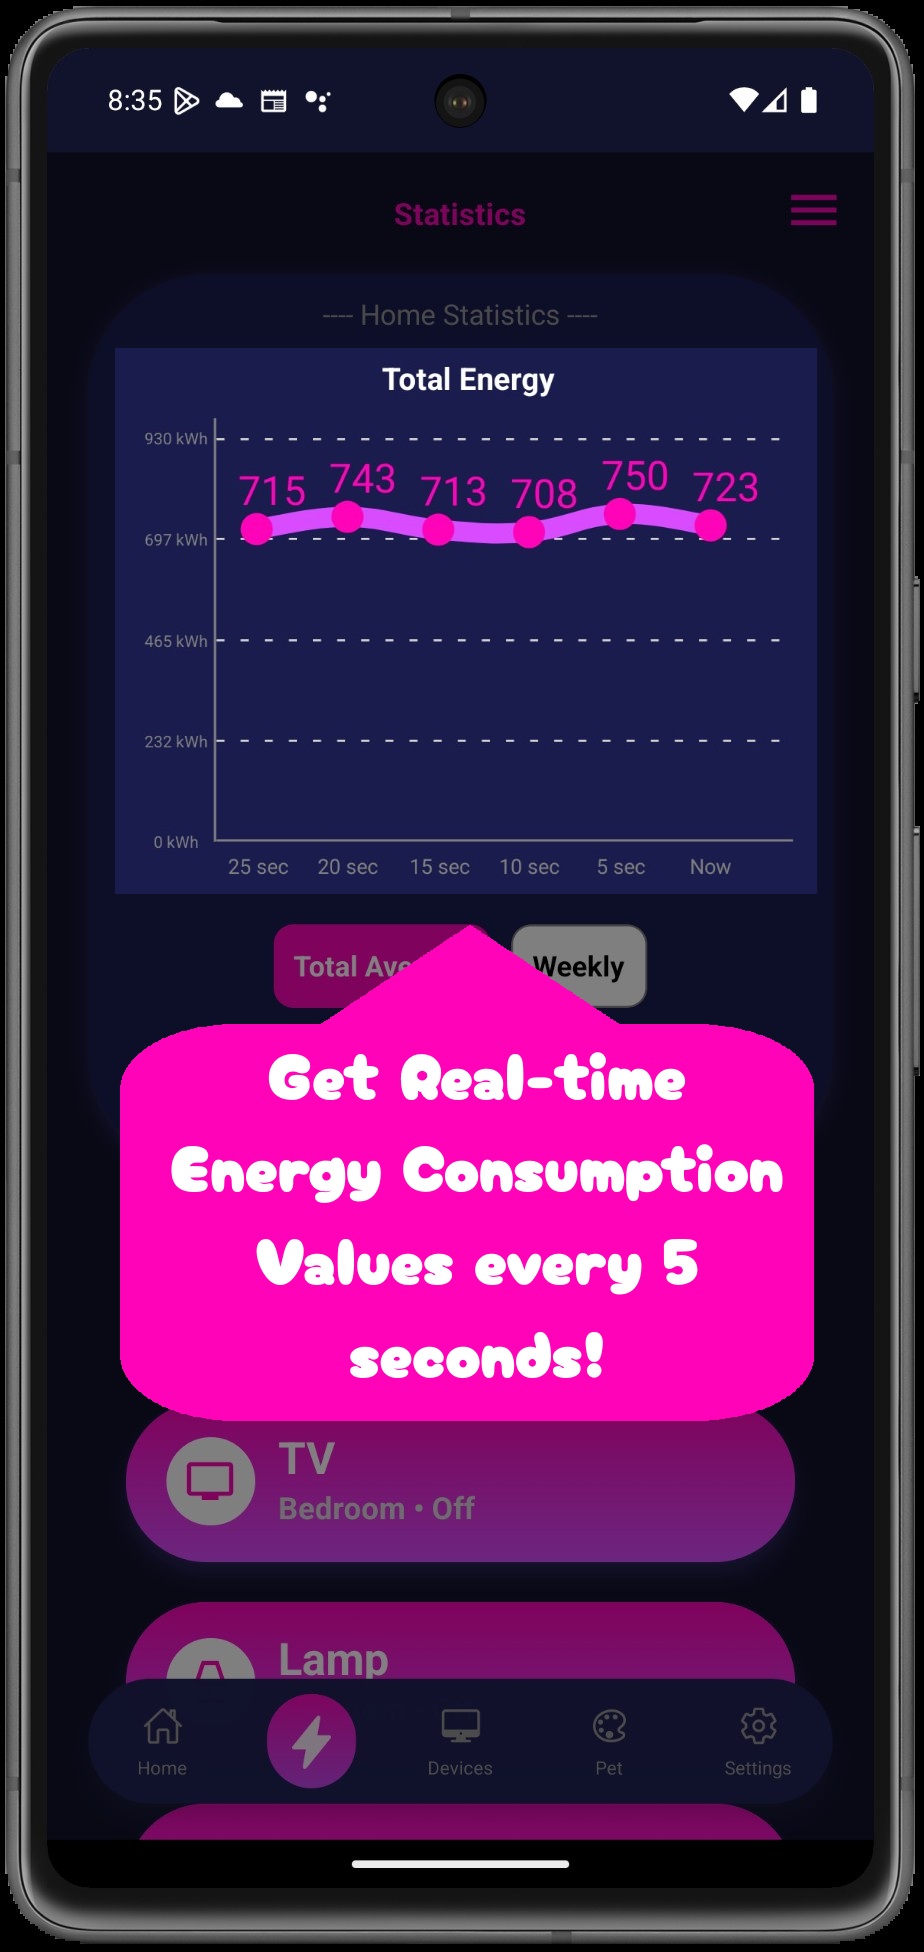 8:35
Statistics
---- Home Statistics ----
Total Energy
930 kWh
715 743 713 708 750 723
697 kWh
465 kWh
232 kWh
0 kWh
25 sec 20 sec 15 sec 10 sec 5 sec Now
Total Ave Weekly
Get Real-time
Energy Consumption
Values every 5
seconds!
TV
Bedroom • Off
Lamp
Home Devices Pet Settings